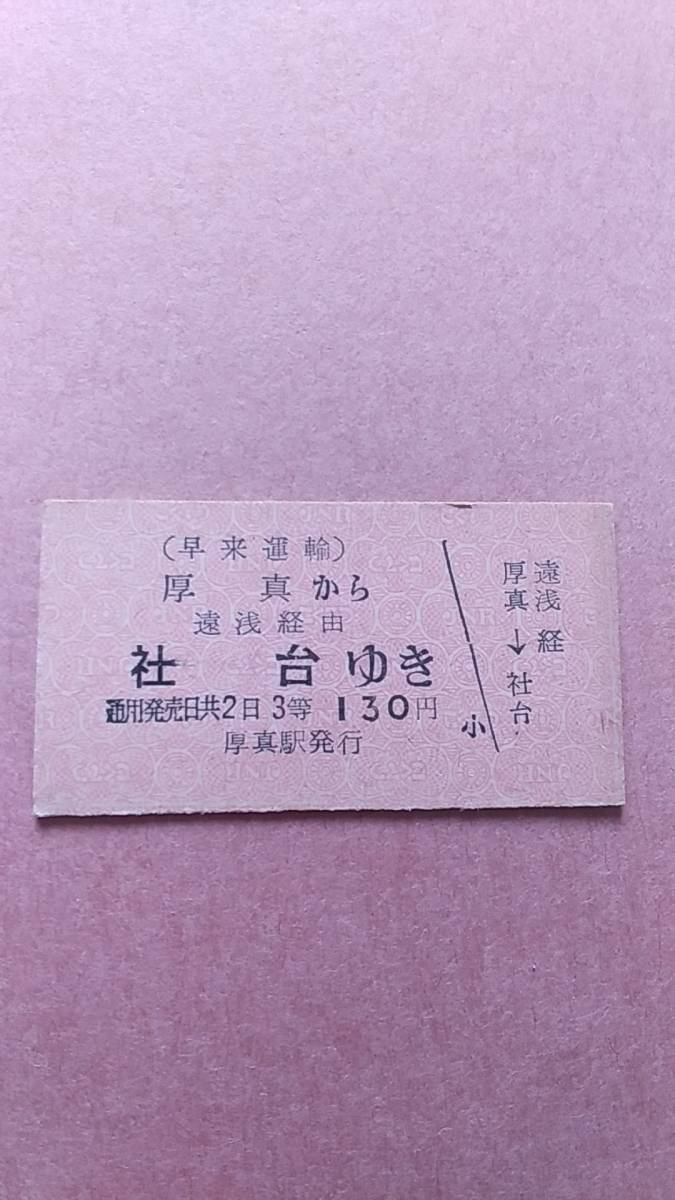 (早来運輸)
厚真から
遠浅経由
社台ゆき
通用発売日共2日 3等 130円
厚真駅発行
小
遠浅経
厚真→社台